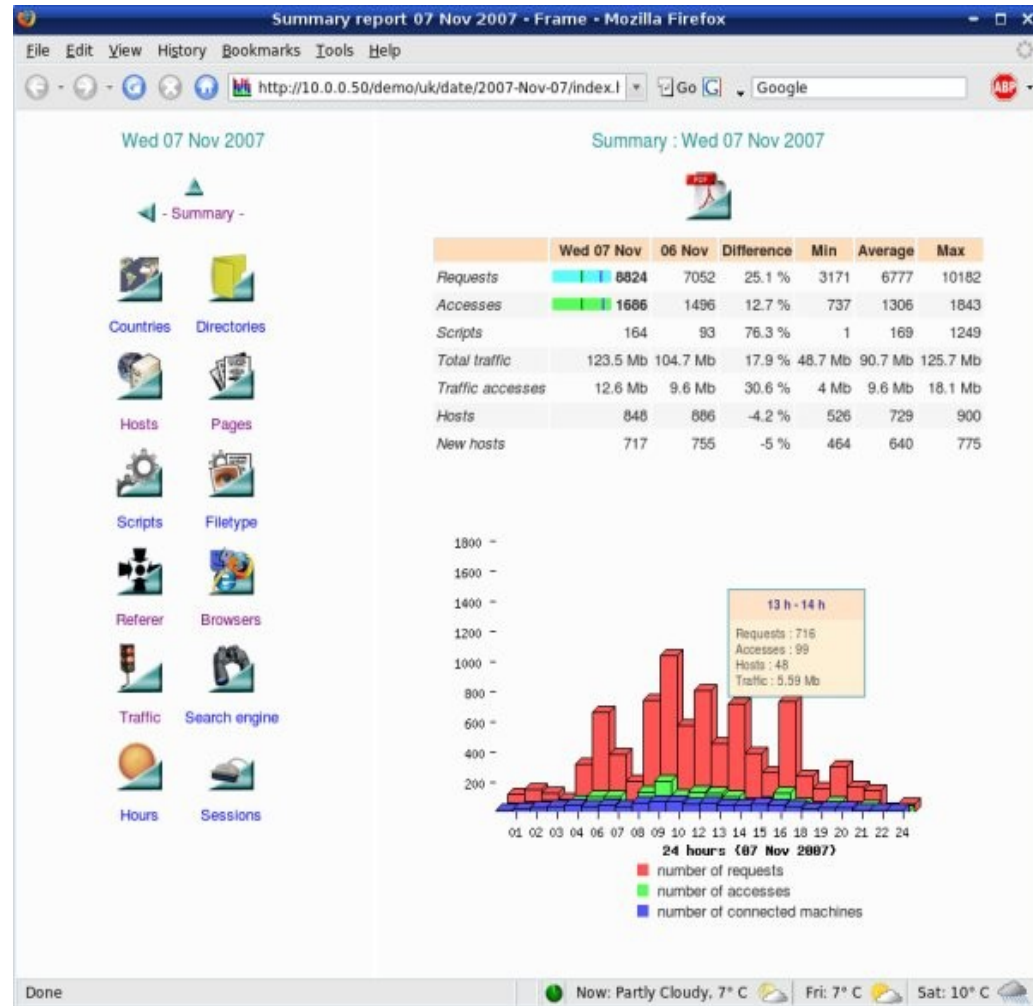 Summary report 07 Nov 2007 - Frame - Mozilla Firefox
File Edit View History Bookmarks Tools Help
http://10.0.0.50/demo/uk/date/2007-Nov-07/index.h Go G Google ABP
Wed 07 Nov 2007
- Summary -
Countries Directories
Hosts Pages
Scripts Filetype
Referer Browsers
Traffic Search engine
Hours Sessions
Summary : Wed 07 Nov 2007
PDF
Wed 07 Nov 06 Nov Difference Min Average Max
Requests 8824 7052 25.1 % 3171 6777 10182
Accesses 1686 1496 12.7 % 737 1306 1843
Scripts 164 93 76.3 % 1 169 1249
Total traffic 123.5 Mb 104.7 Mb 17.9 % 48.7 Mb 90.7 Mb 125.7 Mb
Traffic accesses 12.6 Mb 9.6 Mb 30.6 % 4 Mb 9.6 Mb 18.1 Mb
Hosts 848 886 -4.2 % 526 729 900
New hosts 717 755 -5 % 464 640 775
1800
1600
1400
1200
1000
800
600
400
200
13 h - 14 h
Requests : 716
Accesses : 99
Hosts : 48
Traffic : 5.59 Mb
01 02 03 04 06 07 08 09 10 12 13 14 15 16 18 19 20 21 22 24
24 hours (07 Nov 2007)
number of requests
number of accesses
number of connected machines
Done Now: Partly Cloudy, 7° C Fri: 7° C Sat: 10° C